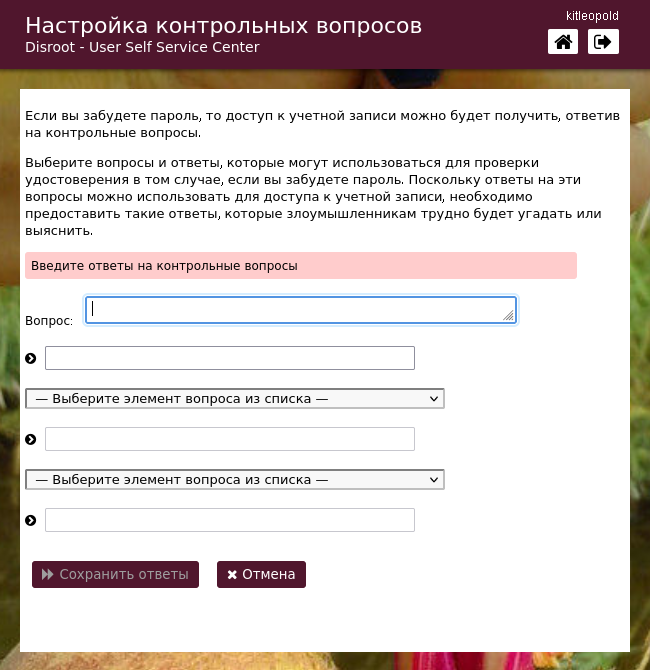 Настройка контрольных вопросов
kitleopold
Disroot - User Self Service Center
Если вы забудете пароль, то доступ к учетной записи можно будет получить, ответив
на контрольные вопросы.
Выберите вопросы и ответы, которые могут использоваться для проверки
удостоверения в том случае, если вы забудете пароль. Поскольку ответы на эти
вопросы можно использовать для доступа к учетной записи, необходимо
предоставить такие ответы, которые злоумышленникам трудно будет угадать или
выяснить.
Введите ответы на контрольные вопросы
Вопрос:
— Выберите элемент вопроса из списка —
— Выберите элемент вопроса из списка —
Сохранить ответы
Отмена